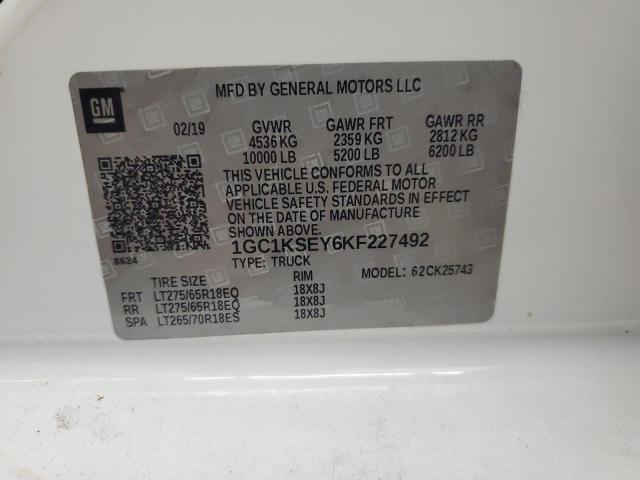 GM
MFD BY GENERAL MOTORS LLC
02/19 GVWR GAWR FRT GAWR RR
4536 KG 2359 KG 2812 KG
10000 LB 5200 LB 6200 LB
THIS VEHICLE CONFORMS TO ALL
APPLICABLE U.S. FEDERAL MOTOR
VEHICLE SAFETY STANDARDS IN EFFECT
ON THE DATE OF MANUFACTURE
SHOWN ABOVE.
8624
1GC1KSEY6KF227492
TYPE: TRUCK
MODEL: 62CK25743
TIRE SIZE RIM
FRT LT275/65R18EQ 18X8J
RR LT275/65R18EQ 18X8J
SPA LT265/70R18ES 18X8J